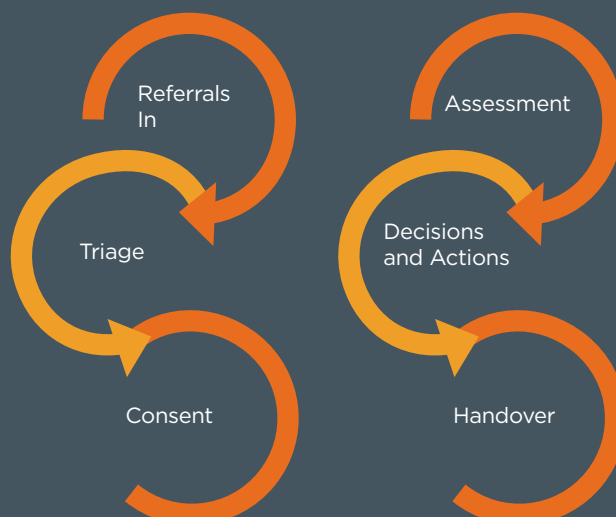 Referrals
In
Triage
Consent
Assessment
Decisions
and Actions
Handover